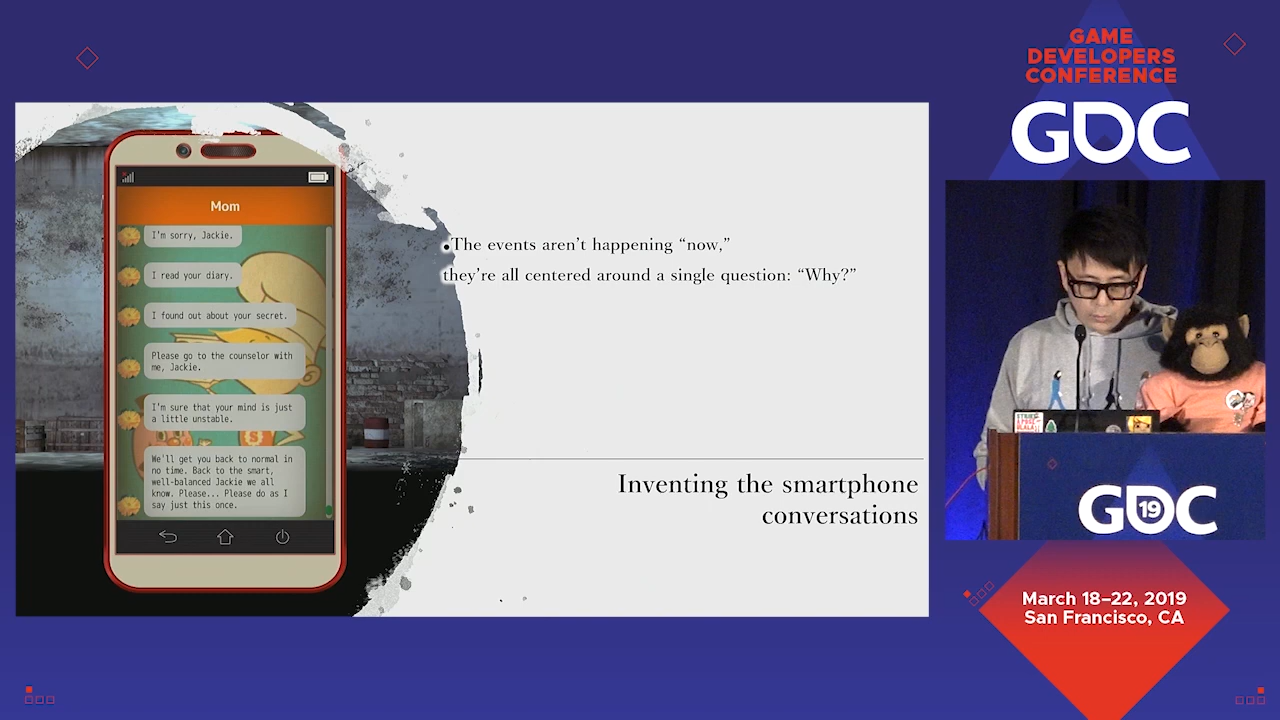 GAME
DEVELOPERS
CONFERENCE
GDC
Mom
I'm sorry, Jackie.
I read your diary.
I found out about your secret.
Please go to the counselor with
me, Jackie.
I'm sure that your mind is just
a little unstable.
We'll get you back to normal in
no time. Back to the smart,
well-balanced Jackie we all
know. Please... Please do as I
say just this once.
•The events aren't happening “now,”
they're all centered around a single question: “Why?”
Inventing the smartphone
conversations
GDC
19
March 18–22, 2019
San Francisco, CA